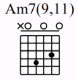 Am7(9,11)
×○ ○○